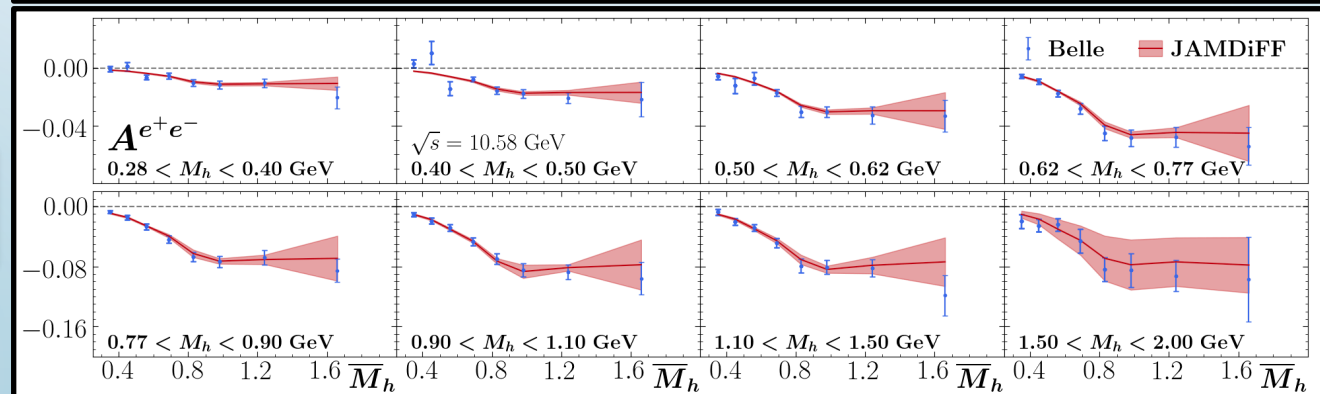 Belle JAMDiFF
0.00
−0.04
A^{e^+e^-}
√s = 10.58 GeV
0.28 < M_h < 0.40 GeV
0.40 < M_h < 0.50 GeV
0.50 < M_h < 0.62 GeV
0.62 < M_h < 0.77 GeV
0.00
−0.08
−0.16
0.77 < M_h < 0.90 GeV
0.90 < M_h < 1.10 GeV
1.10 < M_h < 1.50 GeV
1.50 < M_h < 2.00 GeV
0.4 0.8 1.2 1.6 M̅_h
0.4 0.8 1.2 1.6 M̅_h
0.4 0.8 1.2 1.6 M̅_h
0.4 0.8 1.2 1.6 M̅_h